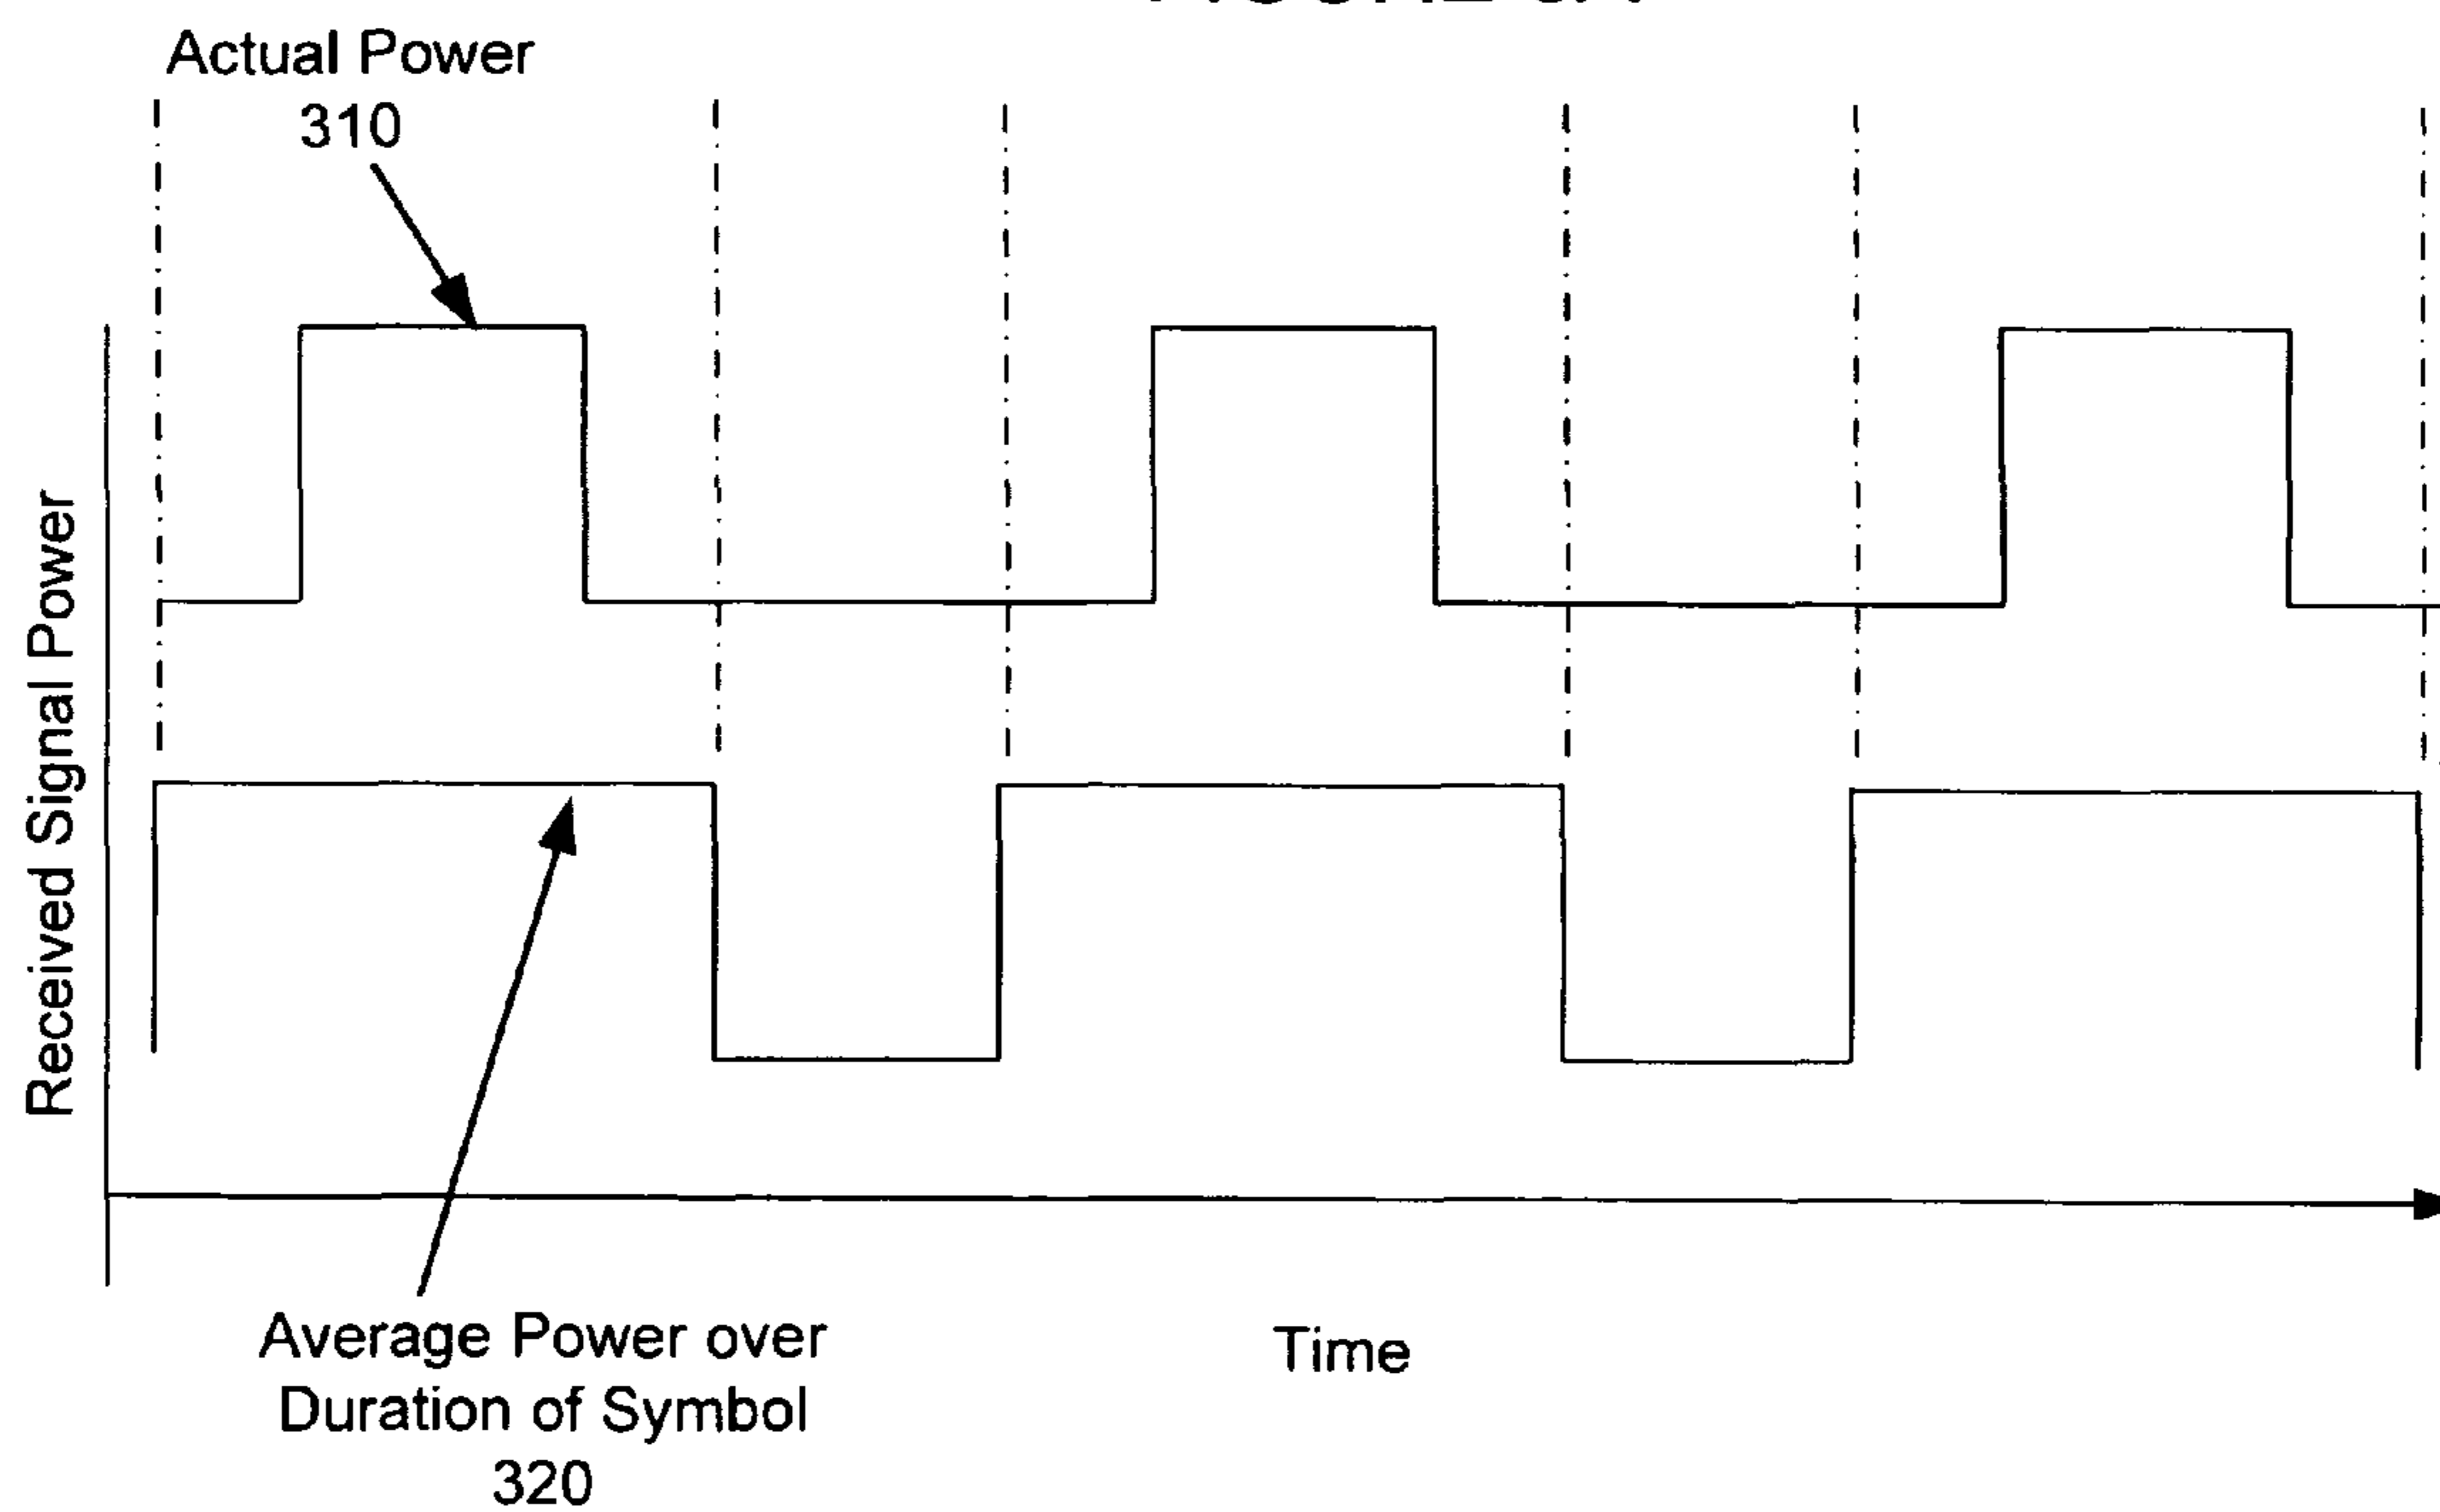 Actual Power
310
Received Signal Power
Average Power over
Duration of Symbol
320
Time